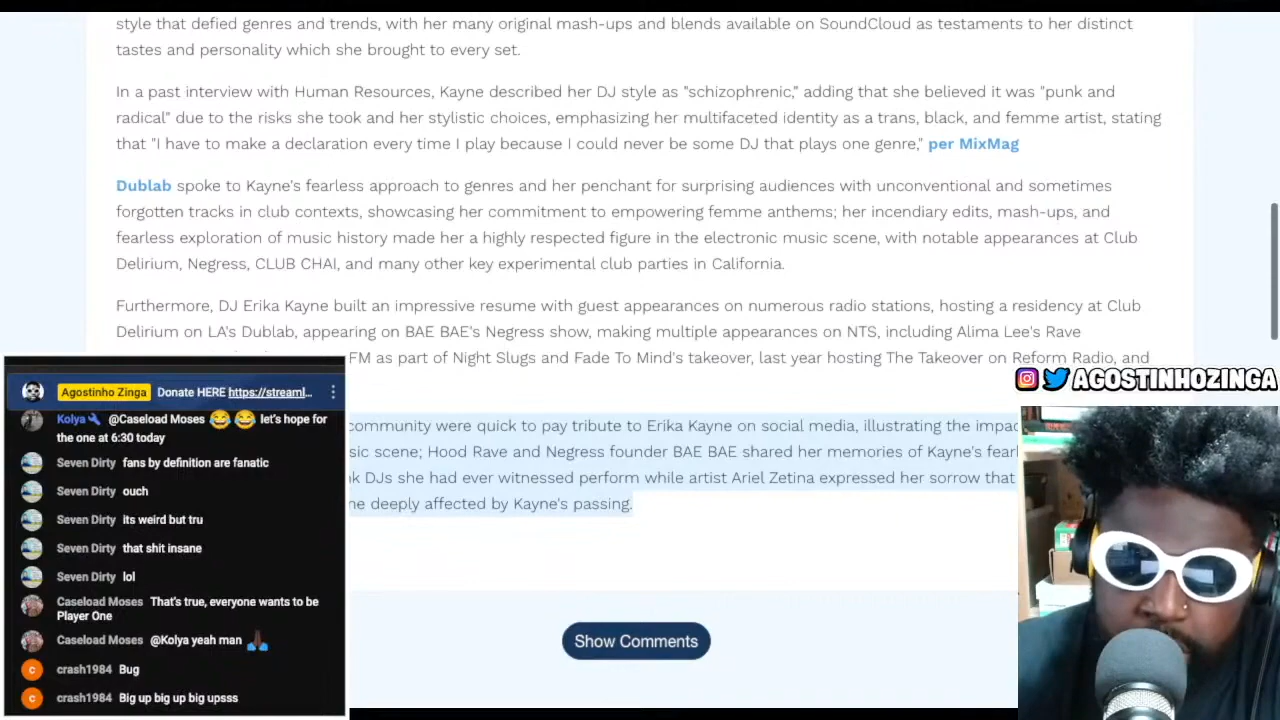 style that defied genres and trends, with her many original mash-ups and blends available on SoundCloud as testaments to her distinct
tastes and personality which she brought to every set.
In a past interview with Human Resources, Kayne described her DJ style as "schizophrenic," adding that she believed it was "punk and
radical" due to the risks she took and her stylistic choices, emphasizing her multifaceted identity as a trans, black, and femme artist, stating
that "I have to make a declaration every time I play because I could never be some DJ that plays one genre," per MixMag
Dublab spoke to Kayne's fearless approach to genres and her penchant for surprising audiences with unconventional and sometimes
forgotten tracks in club contexts, showcasing her commitment to empowering femme anthems; her incendiary edits, mash-ups, and
fearless exploration of music history made her a highly respected figure in the electronic music scene, with notable appearances at Club
Delirium, Negress, CLUB CHAI, and many other key experimental club parties in California.
Furthermore, DJ Erika Kayne built an impressive resume with guest appearances on numerous radio stations, hosting a residency at Club
Delirium on LA's Dublab, appearing on BAE BAE's Negress show, making multiple appearances on NTS, including Alima Lee's Rave
FM as part of Night Slugs and Fade To Mind's takeover, last year hosting The Takeover on Reform Radio, and
community were quick to pay tribute to Erika Kayne on social media, illustrating the impac
sic scene; Hood Rave and Negress founder BAE BAE shared her memories of Kayne's fearl
nk DJs she had ever witnessed perform while artist Ariel Zetina expressed her sorrow that
ne deeply affected by Kayne's passing.
Show Comments
Agostinho Zinga Donate HERE https://streaml...
Kolya @Caseload Moses 😂 😂 let's hope for
the one at 6:30 today
Seven Dirty fans by definition are fanatic
Seven Dirty ouch
Seven Dirty its weird but tru
Seven Dirty that shit insane
Seven Dirty lol
Caseload Moses That's true, everyone wants to be
Player One
Caseload Moses @Kolya yeah man 🙏🏿
c crash1984 Bug
c crash1984 Big up big up big upsss
AGOSTINHOZINGA